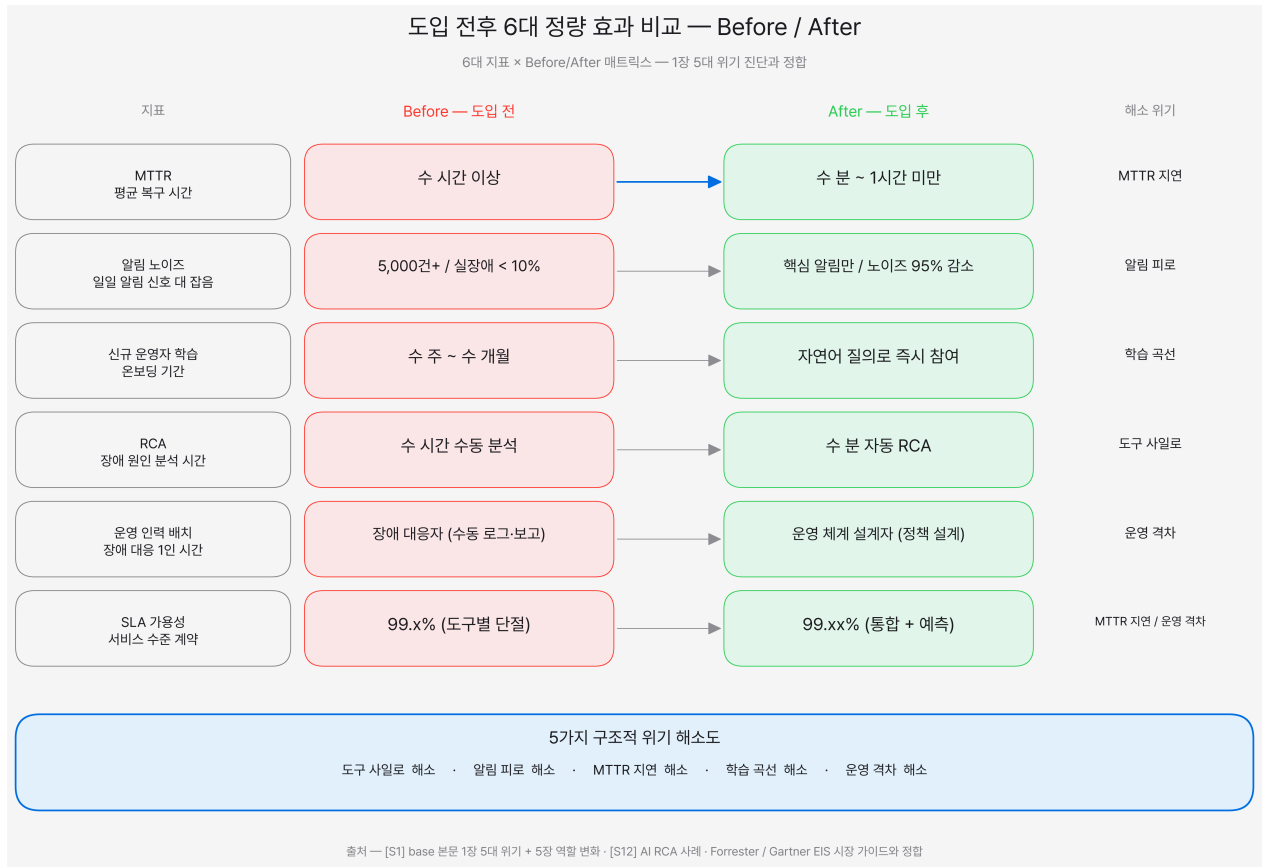 도입 전후 6대 정량 효과 비교 — Before / After
6대 지표 × Before/After 매트릭스 — 1장 5대 위기 진단과 정합
지표
Before — 도입 전
After — 도입 후
해소 위기
MTTR
평균 복구 시간
수 시간 이상
수 분 ~ 1시간 미만
MTTR 지연
알림 노이즈
일일 알림 신호 대 잡음
5,000건+ / 실장애 < 10%
핵심 알림만 / 노이즈 95% 감소
알림 피로
신규 운영자 학습
온보딩 기간
수 주 ~ 수 개월
자연어 질의로 즉시 참여
학습 곡선
RCA
장애 원인 분석 시간
수 시간 수동 분석
수 분 자동 RCA
도구 사일로
운영 인력 배치
장애 대응 1인 시간
장애 대응자 (수동 로그·보고)
운영 체계 설계자 (정책 설계)
운영 격차
SLA 가용성
서비스 수준 계약
99.x% (도구별 단절)
99.xx% (통합 + 예측)
MTTR 지연 / 운영 격차
5가지 구조적 위기 해소도
도구 사일로 해소 · 알림 피로 해소 · MTTR 지연 해소 · 학습 곡선 해소 · 운영 격차 해소
출처 — [S1] base 본문 1장 5대 위기 + 5장 역할 변화 · [S12] AI RCA 사례 · Forrester / Gartner EIS 시장 가이드와 정합